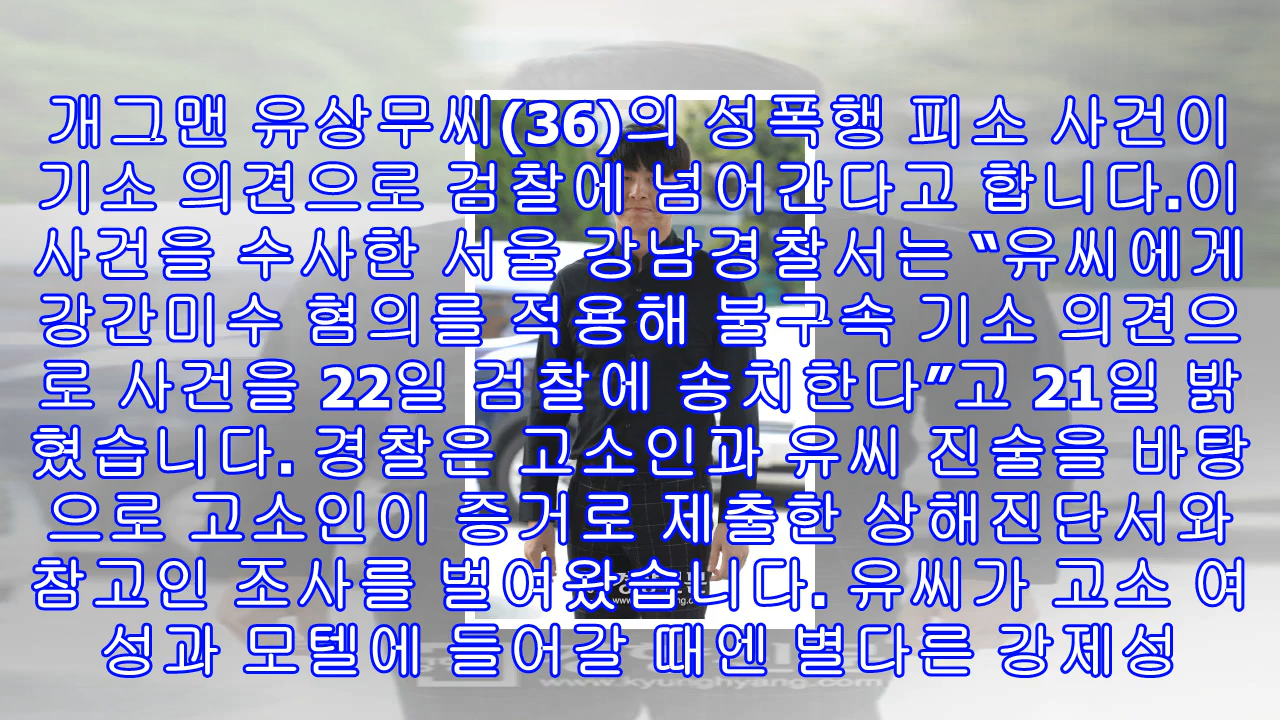 개그맨 유상무씨(36)의 성폭행 피소 사건이
기소 의견으로 검찰에 넘어간다고 합니다.이
사건을 수사한 서울 강남경찰서는 “유씨에게
강간미수 혐의를 적용해 불구속 기소 의견으
로 사건을 22일 검찰에 송치한다”고 21일 밝
혔습니다. 경찰은 고소인과 유씨 진술을 바탕
으로 고소인이 증거로 제출한 상해진단서와
참고인 조사를 벌여왔습니다. 유씨가 고소 여
성과 모텔에 들어갈 때엔 별다른 강제성
www.kyunghyang.com